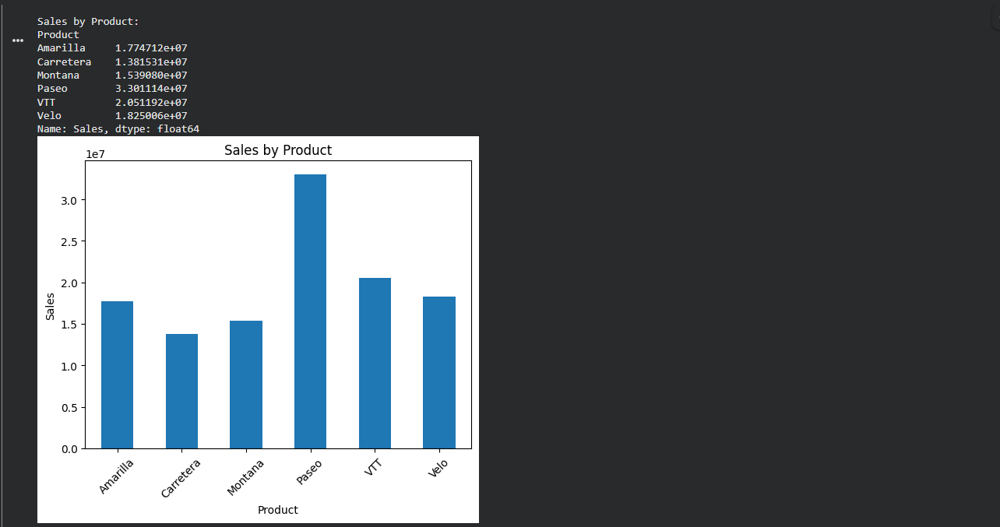 Sales by Product:
Product
Amarilla     1.774712e+07
Carretera    1.381531e+07
Montana      1.539080e+07
Paseo        3.301114e+07
VTT          2.051192e+07
Velo         1.825006e+07
Name: Sales, dtype: float64
Sales by Product
1e7
3.0
2.5
2.0
1.5
1.0
0.5
0.0
Sales
Amarilla
Carretera
Montana
Paseo
VTT
Velo
Product